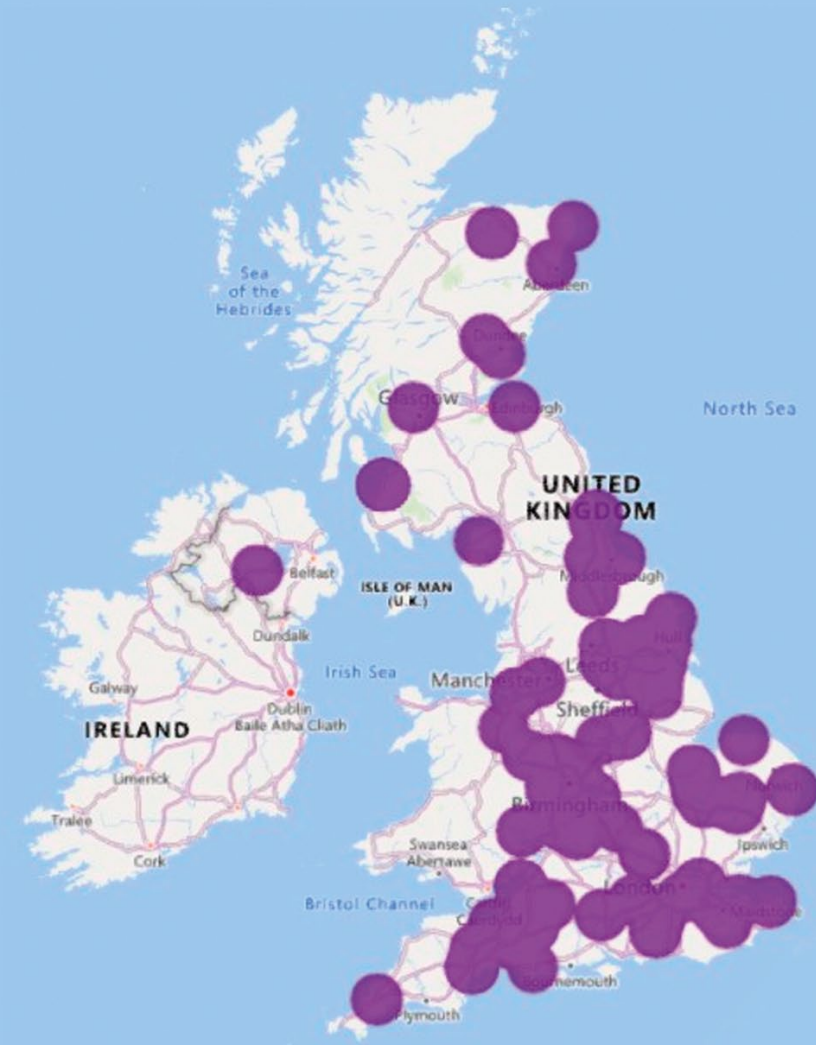 Sea
of the
Hebrides
Aberdeen
Dundee
Glasgow
Edinburgh
North Sea
UNITED
KINGDOM
Belfast
ISLE OF MAN
(U.K.)
Middlesbrough
Dundalk
Hull
Irish Sea
Leeds
Manchester
Galway
Dublin
Baile Atha Cliath
Sheffield
IRELAND
Limerick
Norwich
Birmingham
Tralee
Swansea
Abertawe
Ipswich
Cork
London
Bristol Channel
Cardiff
Caerdydd
Maidstone
Bournemouth
Plymouth